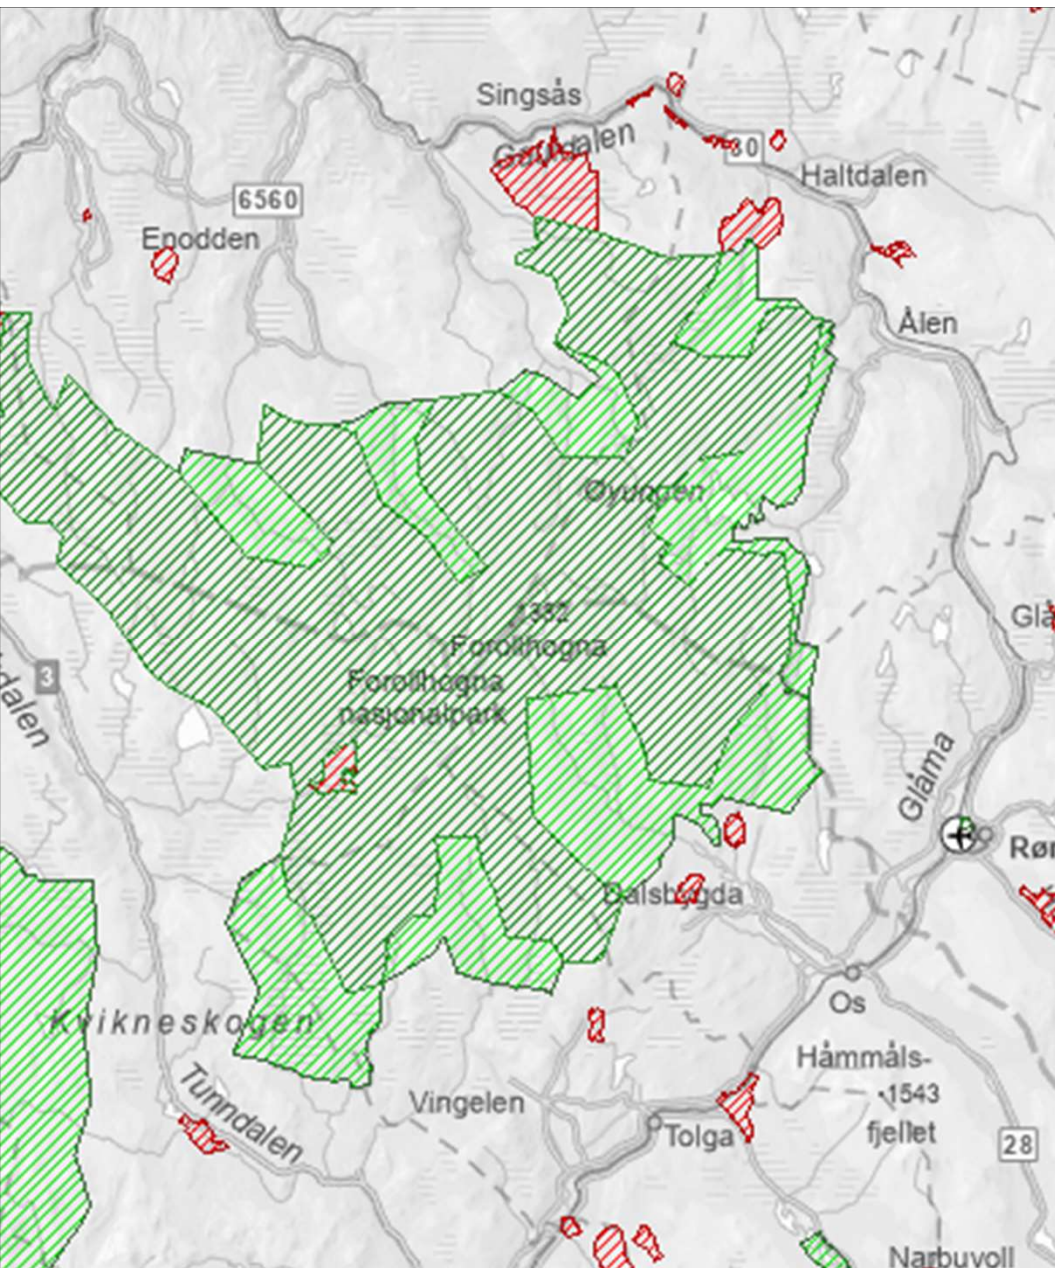 Singsås
Gauldalen
30
Haltdalen
6560
Enodden
Ålen
Øyungen
1332
Forollhogna
Forollhogna
nasjonalpark
3
Glåma
Dalsbygda
Os
Kvikneskogen
Håmmåls-
1543
fjellet
Vingelen
Tunndalen
Tolga
28
Narbuvoll